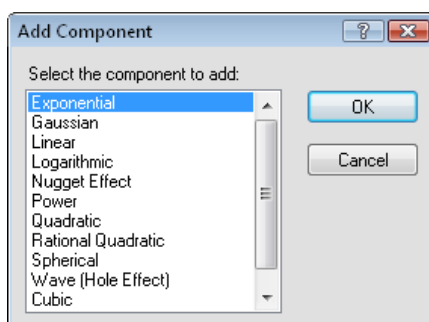 Add Component
Select the component to add:
Exponential
Gaussian
Linear
Logarithmic
Nugget Effect
Power
Quadratic
Rational Quadratic
Spherical
Wave (Hole Effect)
Cubic
OK
Cancel